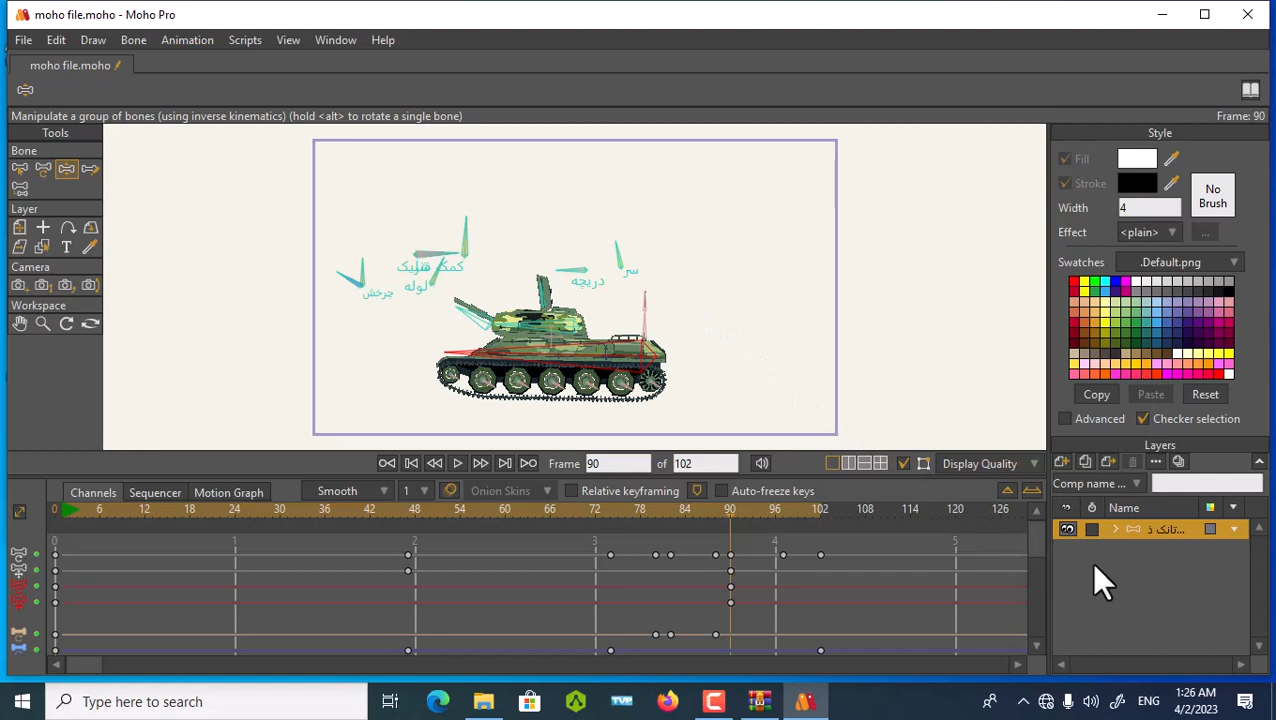 moho file.moho - Moho Pro
File Edit Draw Bone Animation Scripts View Window Help
moho file.moho
Manipulate a group of bones (using inverse kinematics) (hold <alt> to rotate a single bone) Frame: 90
Tools
Bone
Layer
Camera
Workspace
کمک
شلیک
لوله
چرخش
دریچه
سر
Style
Fill
Stroke
No Brush
Width 4
Effect <plain> ...
Swatches .Default.png
Copy Paste Reset
Advanced Checker selection
Layers
Frame 90 of 102 Display Quality
Comp name ...
Channels Sequencer Motion Graph Smooth 1 Onion Skins Relative keyframing Auto-freeze keys
Name
0 6 12 18 24 30 36 42 48 54 60 66 72 78 84 90 96 102 108 114 120 126
0 1 2 3 4 5
تانک ذ...
Type here to search
TVP
ENG
1:26 AM
4/2/2023